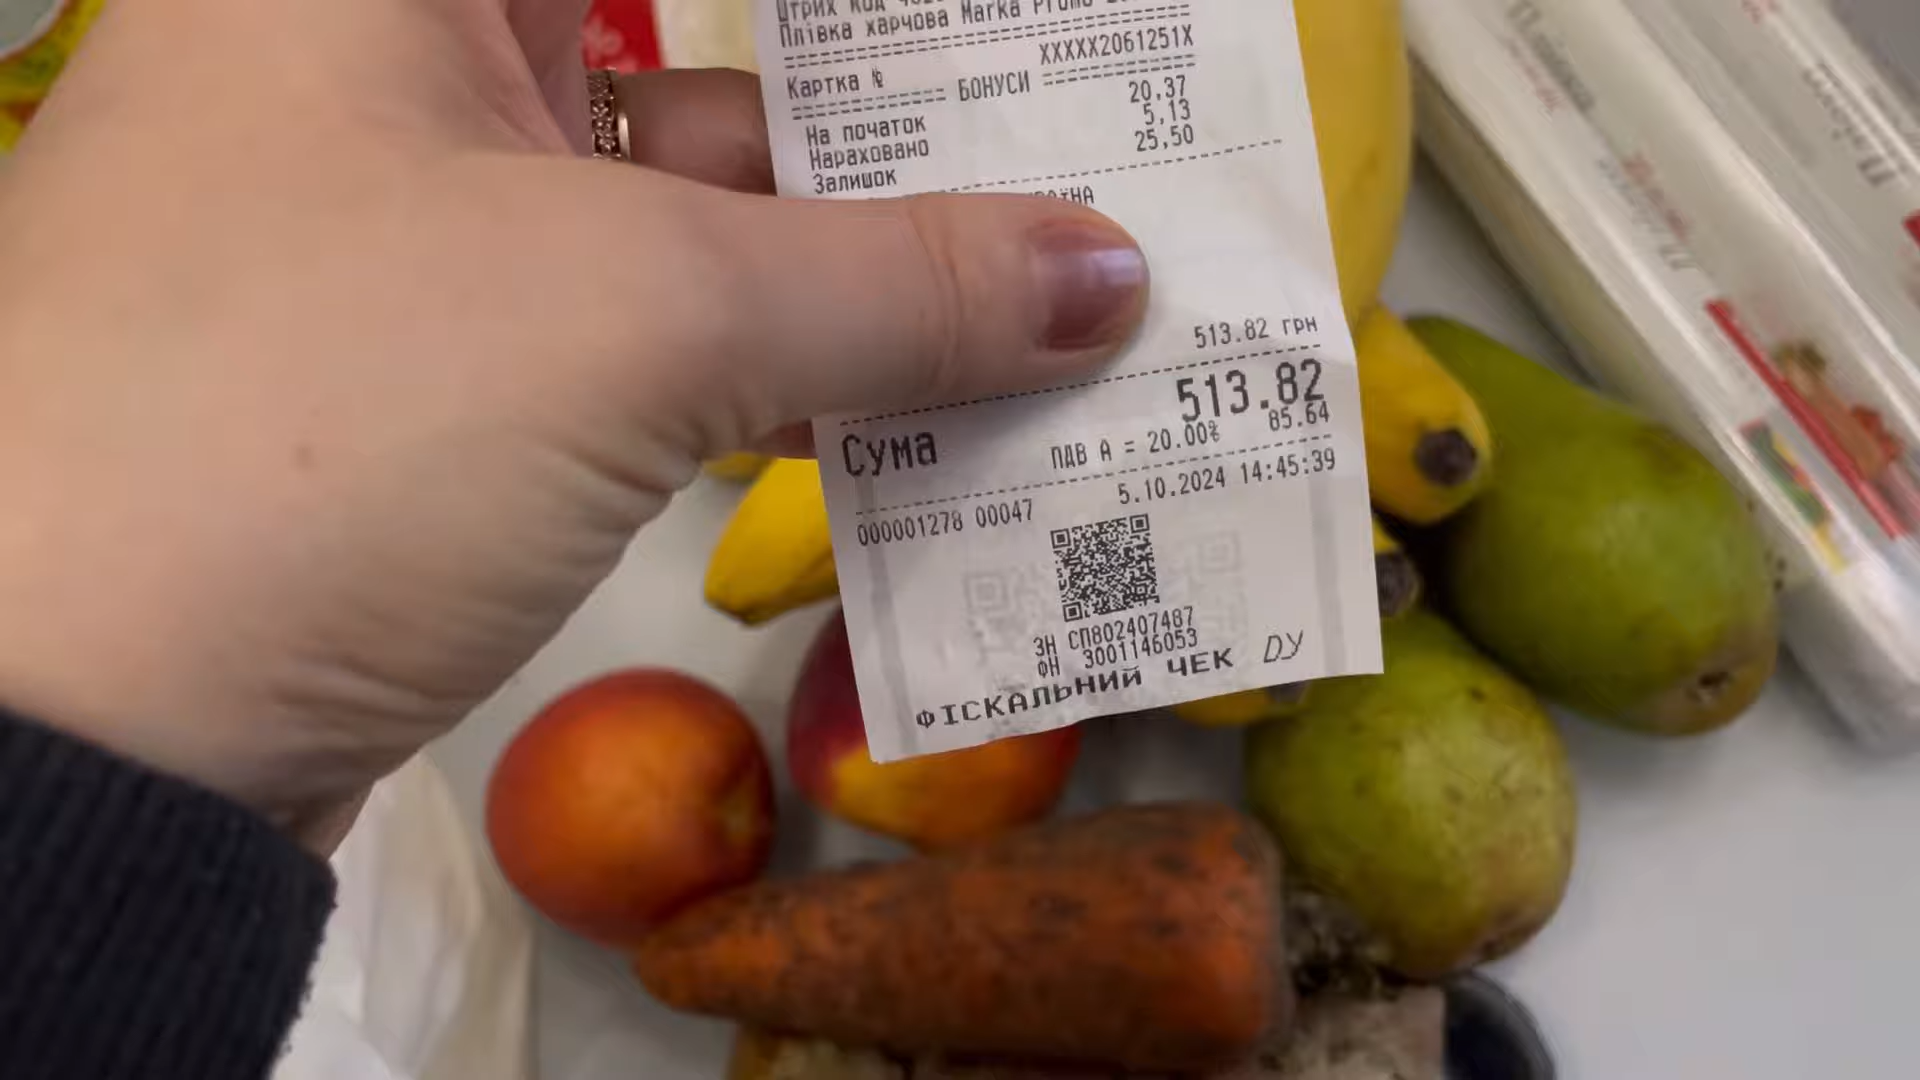 Штрих код
Плівка харчова Marka Promo
Картка № XXXXX2061251X
БОНУСИ
На початок 20,37
Нараховано 5,13
Залишок 25,50
513.82 ГРН
Сума 513.82
ПДВ А = 20.00% 85.64
000001278 00047 5.10.2024 14:45:39
ЗН СП802407487
ФН 3001146053
ФІСКАЛЬНИЙ ЧЕК